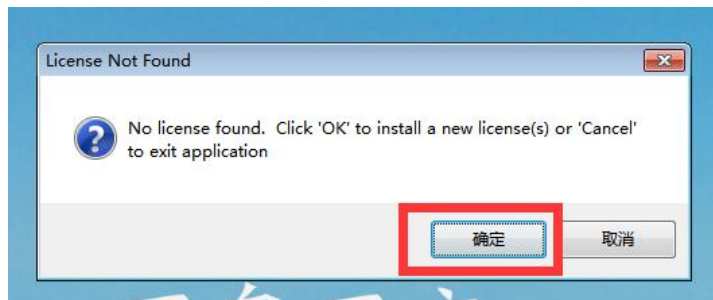 License Not Found
No license found.  Click 'OK' to install a new license(s) or 'Cancel'
to exit application
确定
取消